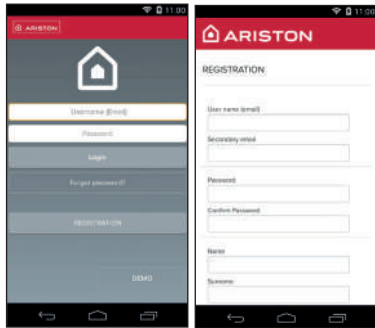 11:00
ARISTON
Username (Email)
Password
Login
Forgot password?
REGISTRATION
DEMO
11:00
ARISTON
REGISTRATION
User name (email)
Secondary email
Password
Confirm Password
Name
Surname